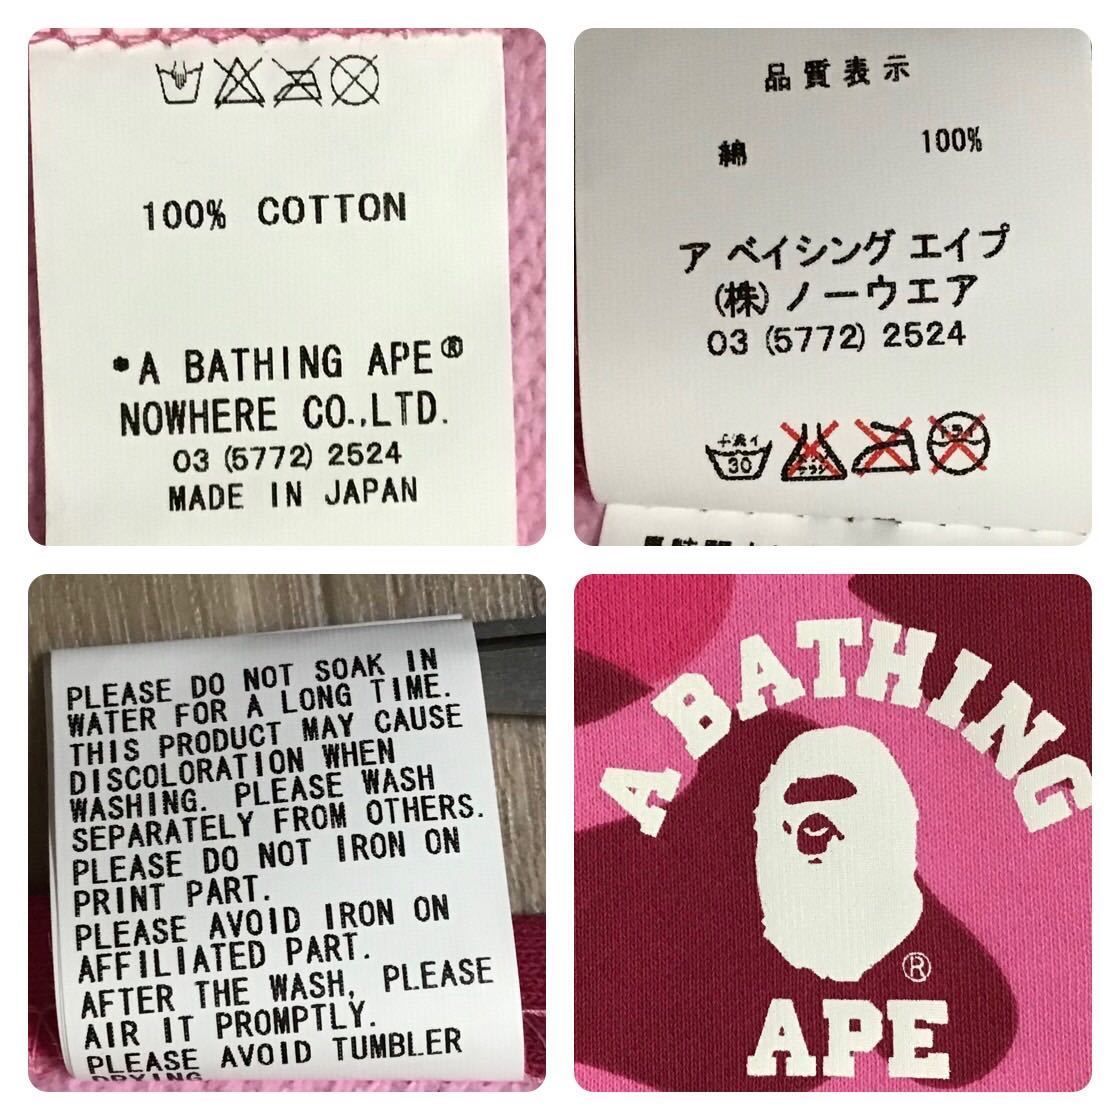 100% COTTON
*A BATHING APE®
NOWHERE CO.,LTD.
03 (5772) 2524
MADE IN JAPAN
品質表示
綿 100%
ア ベイシング エイプ
(株) ノーウエア
03 (5772) 2524
30
PLEASE DO NOT SOAK IN
WATER FOR A LONG TIME.
THIS PRODUCT MAY CAUSE
DISCOLORATION WHEN
WASHING. PLEASE WASH
SEPARATELY FROM OTHERS.
PLEASE DO NOT IRON ON
PRINT PART.
PLEASE AVOID IRON ON
AFFILIATED PART.
AFTER THE WASH, PLEASE
AIR IT PROMPTLY.
PLEASE AVOID TUMBLER
DRYING
A BATHING
®
APE